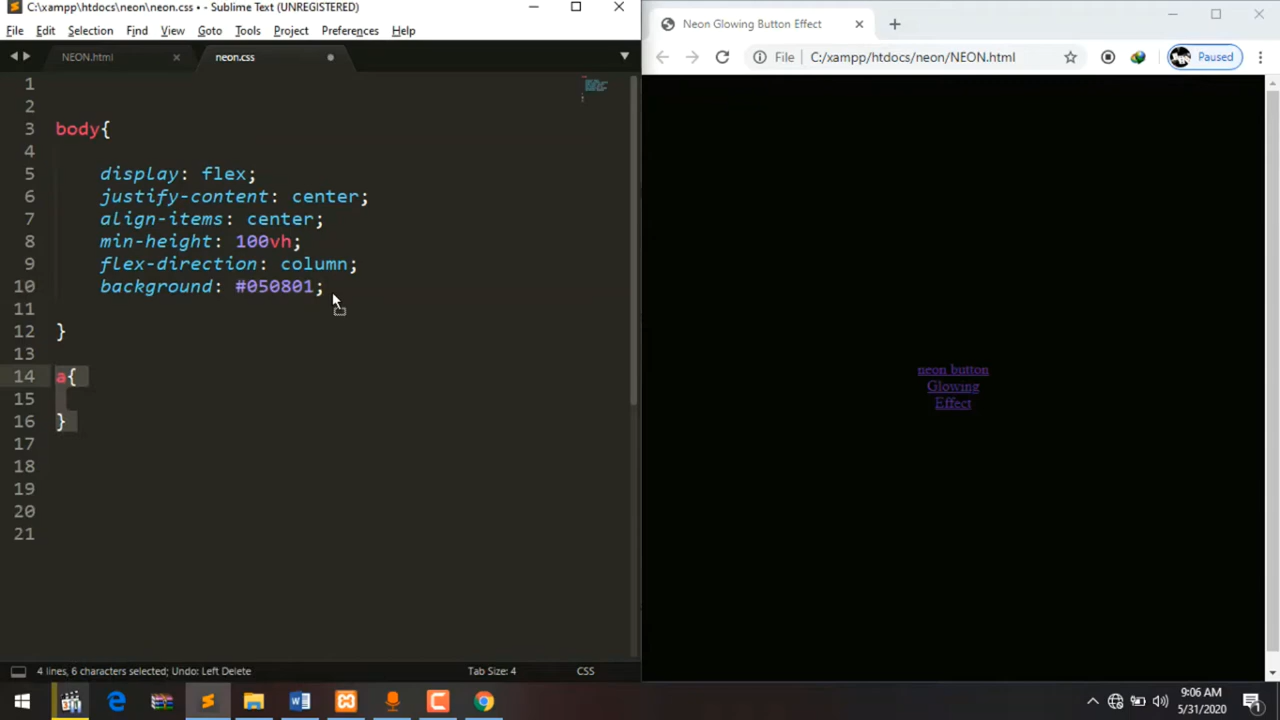 C:\xampp\htdocs\neon\neon.css • - Sublime Text (UNREGISTERED)
File Edit Selection Find View Goto Tools Project Preferences Help
NEON.html neon.css
1
2
3 body{
4
5 display: flex;
6 justify-content: center;
7 align-items: center;
8 min-height: 100vh;
9 flex-direction: column;
10 background: #050801;
11
12 }
13
14 a{
15
16 }
17
18
19
20
21
4 lines, 6 characters selected; Undo: Left Delete Tab Size: 4 CSS
Neon Glowing Button Effect
File C:/xampp/htdocs/neon/NEON.html Paused
neon button
Glowing
Effect
9:06 AM
5/31/2020
1